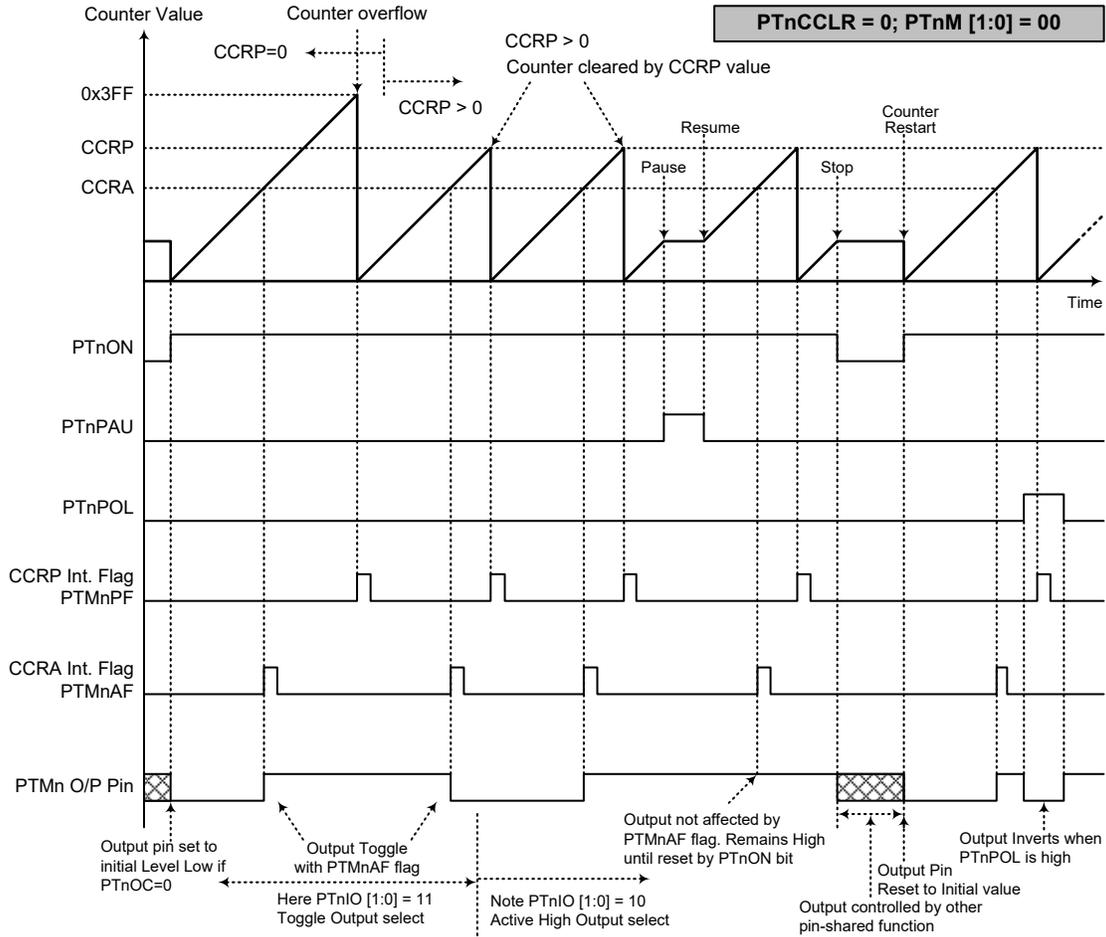 Counter Value
Counter overflow
PTnCCLR = 0; PTnM [1:0] = 00
CCRP=0
CCRP > 0
CCRP > 0
Counter cleared by CCRP value
0x3FF
CCRP
CCRA
Pause
Resume
Stop
Counter
Restart
Time
PTnON
PTnPAU
PTnPOL
CCRP Int. Flag
PTMnPF
CCRA Int. Flag
PTMnAF
PTMn O/P Pin
Output pin set to
initial Level Low if
PTnOC=0
Output Toggle
with PTMnAF flag
Here PTnIO [1:0] = 11
Toggle Output select
Note PTnIO [1:0] = 10
Active High Output select
Output not affected by
PTMnAF flag. Remains High
until reset by PTnON bit
Output Pin
Reset to Initial value
Output controlled by other
pin-shared function
Output Inverts when
PTnPOL is high